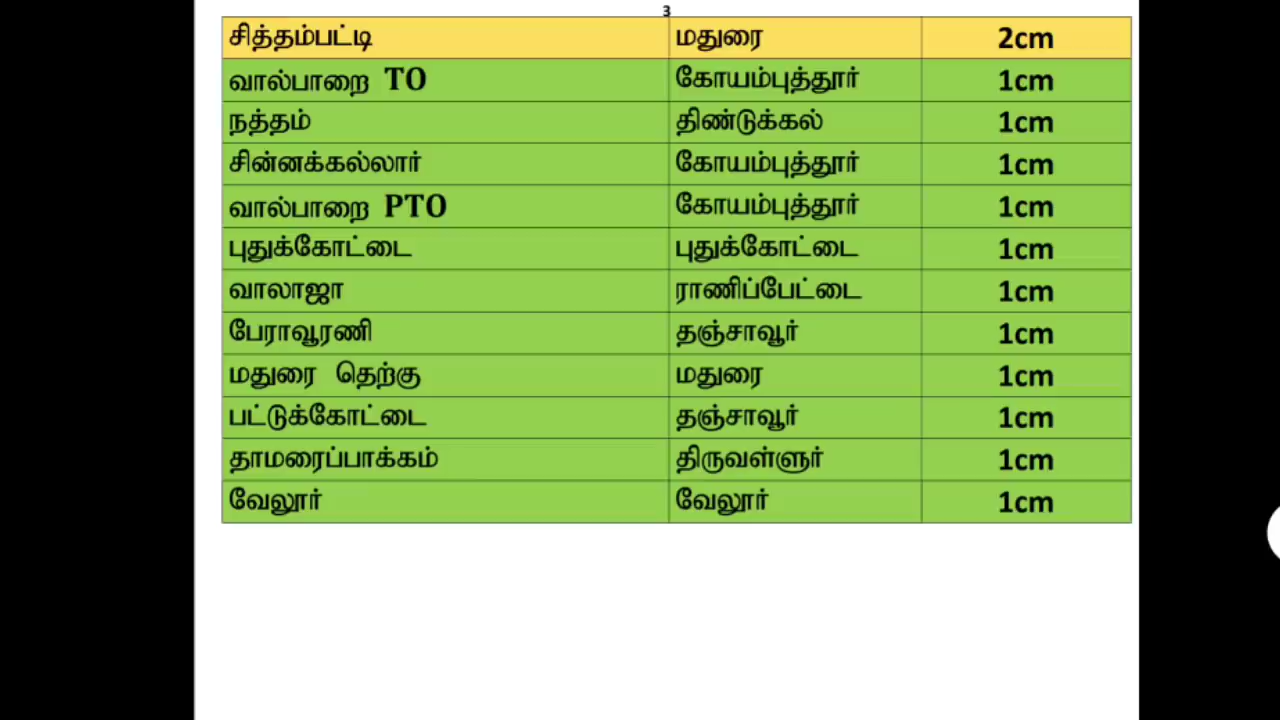 3
சித்தம்பட்டி மதுரை 2cm
வால்பாறை TO கோயம்புத்தூர் 1cm
நத்தம் திண்டுக்கல் 1cm
சின்னக்கல்லார் கோயம்புத்தூர் 1cm
வால்பாறை PTO கோயம்புத்தூர் 1cm
புதுக்கோட்டை புதுக்கோட்டை 1cm
வாலாஜா ராணிப்பேட்டை 1cm
பேராவூரணி தஞ்சாவூர் 1cm
மதுரை தெற்கு மதுரை 1cm
பட்டுக்கோட்டை தஞ்சாவூர் 1cm
தாமரைப்பாக்கம் திருவள்ளுர் 1cm
வேலூர் வேலூர் 1cm